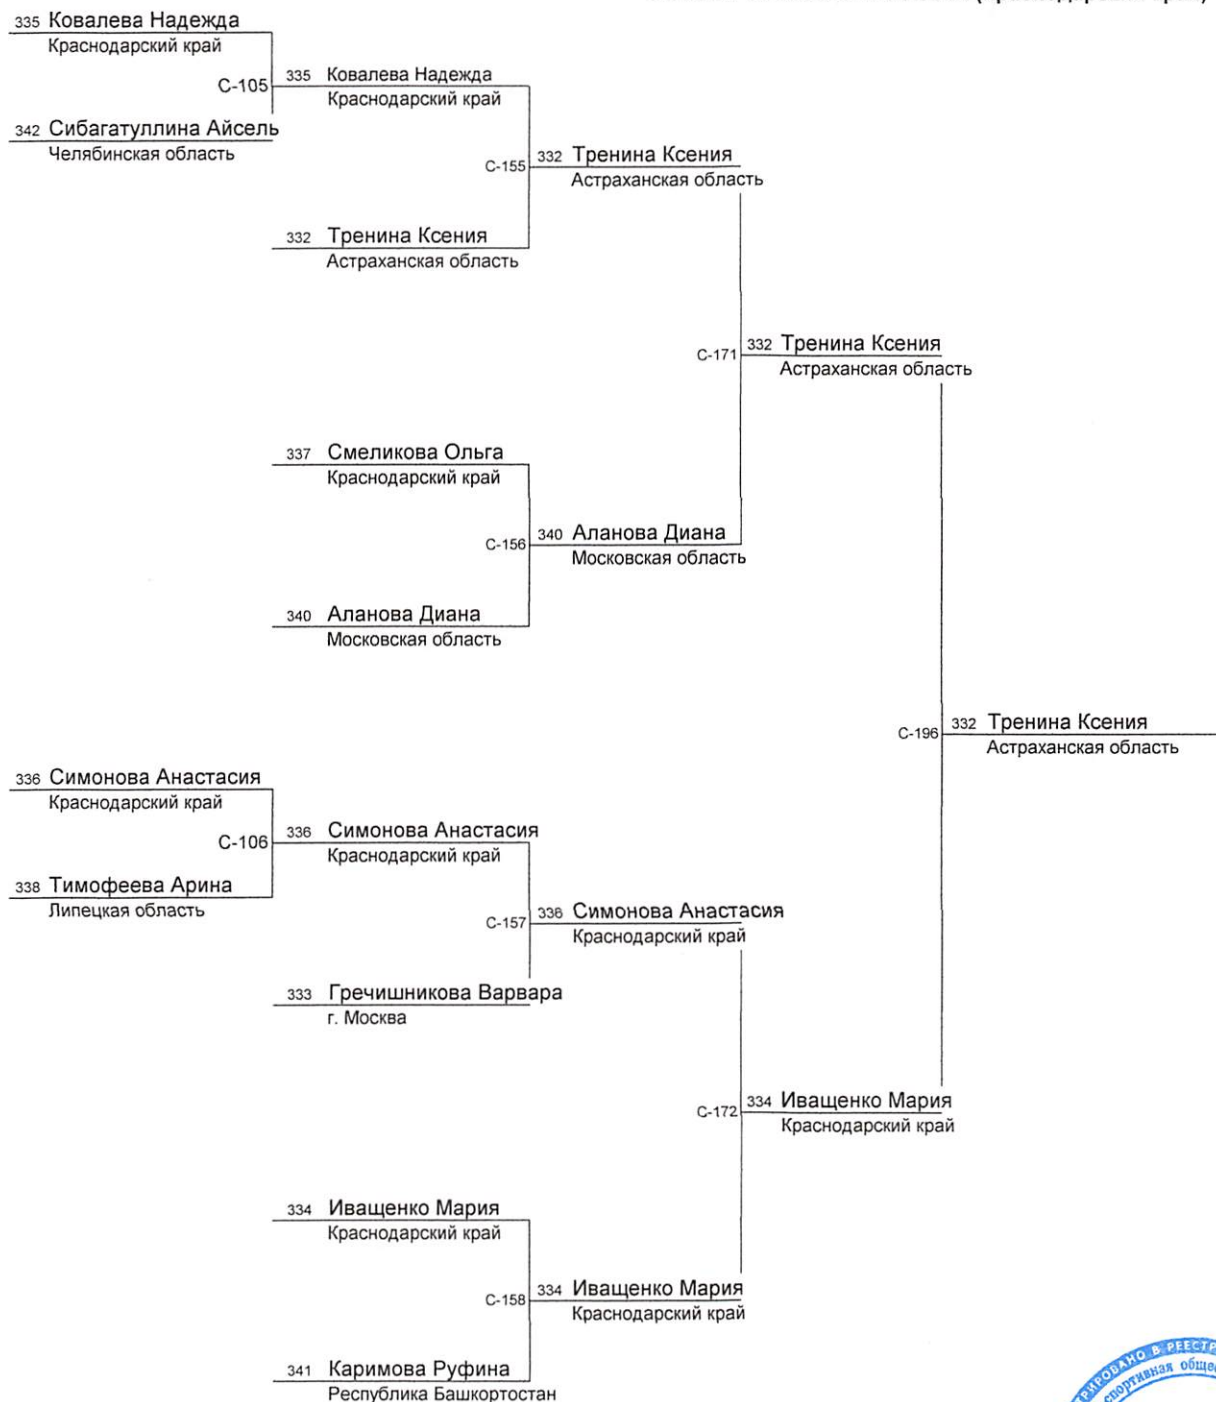 (Краснодарский край)
335 Ковалева Надежда
Краснодарский край
С-105
335 Ковалева Надежда
Краснодарский край
342 Сибагатуллина Айсель
Челябинская область
С-155
332 Тренина Ксения
Астраханская область
332 Тренина Ксения
Астраханская область
С-171
332 Тренина Ксения
Астраханская область
337 Смеликова Ольга
Краснодарский край
С-156
340 Аланова Диана
Московская область
340 Аланова Диана
Московская область
С-196
332 Тренина Ксения
Астраханская область
336 Симонова Анастасия
Краснодарский край
С-106
336 Симонова Анастасия
Краснодарский край
338 Тимофеева Арина
Липецкая область
С-157
336 Симонова Анастасия
Краснодарский край
333 Гречишникова Варвара
г. Москва
С-172
334 Иващенко Мария
Краснодарский край
334 Иващенко Мария
Краснодарский край
С-158
334 Иващенко Мария
Краснодарский край
341 Каримова Руфина
Республика Башкортостан